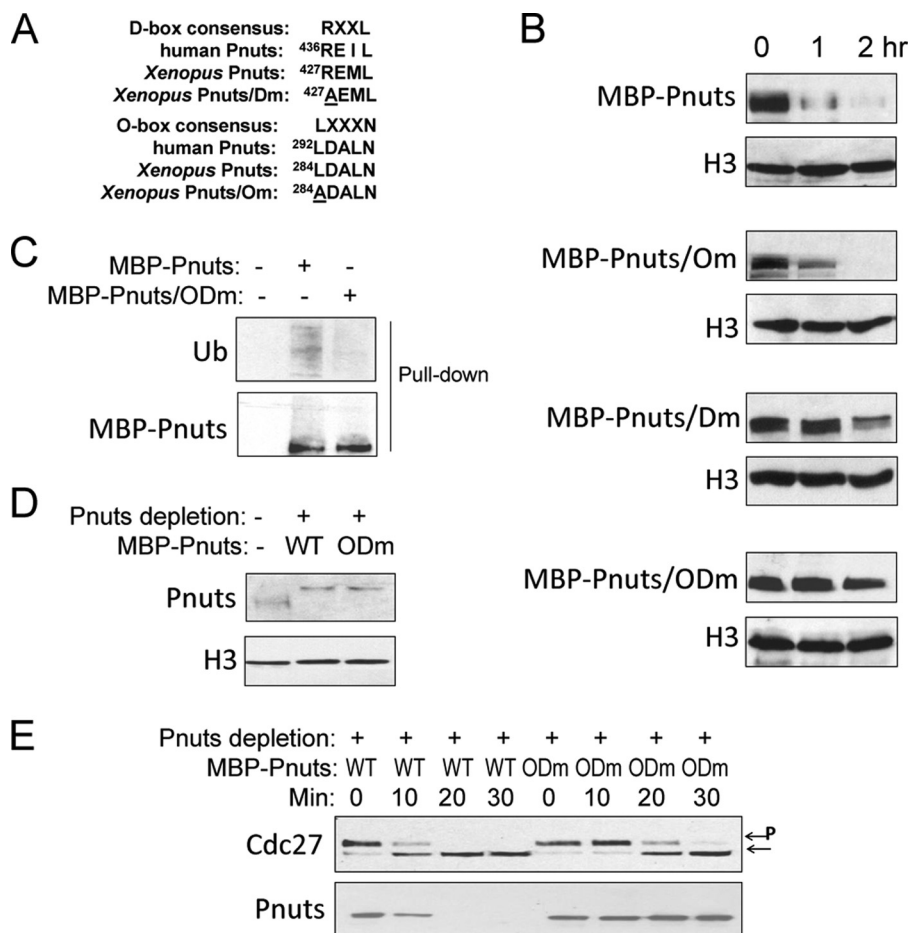 A
D-box consensus: RXXL
human Pnuts: 436REIL
Xenopus Pnuts: 427REML
Xenopus Pnuts/Dm: 427AEML
O-box consensus: LXXXN
human Pnuts: 292LDALN
Xenopus Pnuts: 284LDALN
Xenopus Pnuts/Om: 284ADALN
B
0 1 2 hr
MBP-Pnuts
H3
MBP-Pnuts/Om
H3
MBP-Pnuts/Dm
H3
MBP-Pnuts/ODm
H3
C
MBP-Pnuts: - + -
MBP-Pnuts/ODm: - - +
Ub
MBP-Pnuts
Pull-down
D
Pnuts depletion: - + +
MBP-Pnuts: - WT ODm
Pnuts
H3
E
Pnuts depletion: + + + + + + + +
MBP-Pnuts: WT WT WT WT ODm ODm ODm ODm
Min: 0 10 20 30 0 10 20 30
Cdc27
←P
←
Pnuts